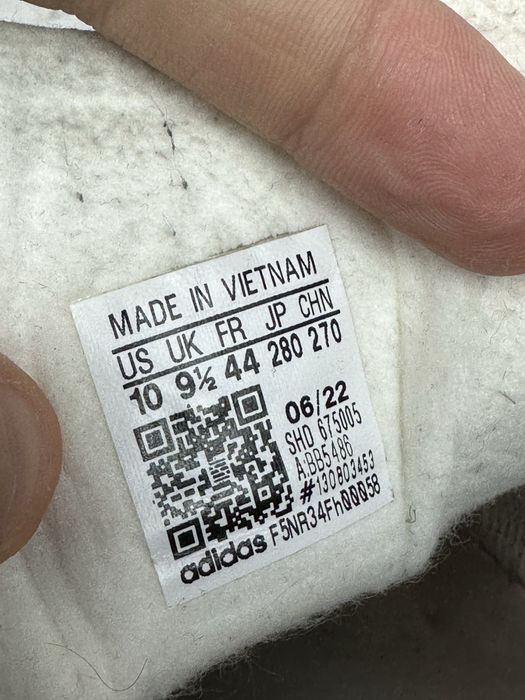 MADE IN VIETNAM
US UK FR JP CHN
10 9½ 44 280 270
06/22
SHD 675005
A:BB5486
#130803453
adidas F5NR34Fh00058